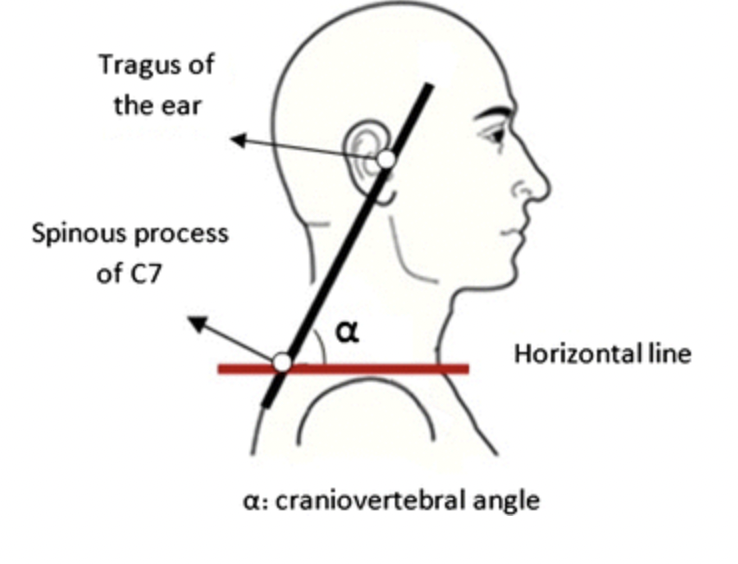 Tragus of
the ear
Spinous process
of C7
α
Horizontal line
α: craniovertebral angle